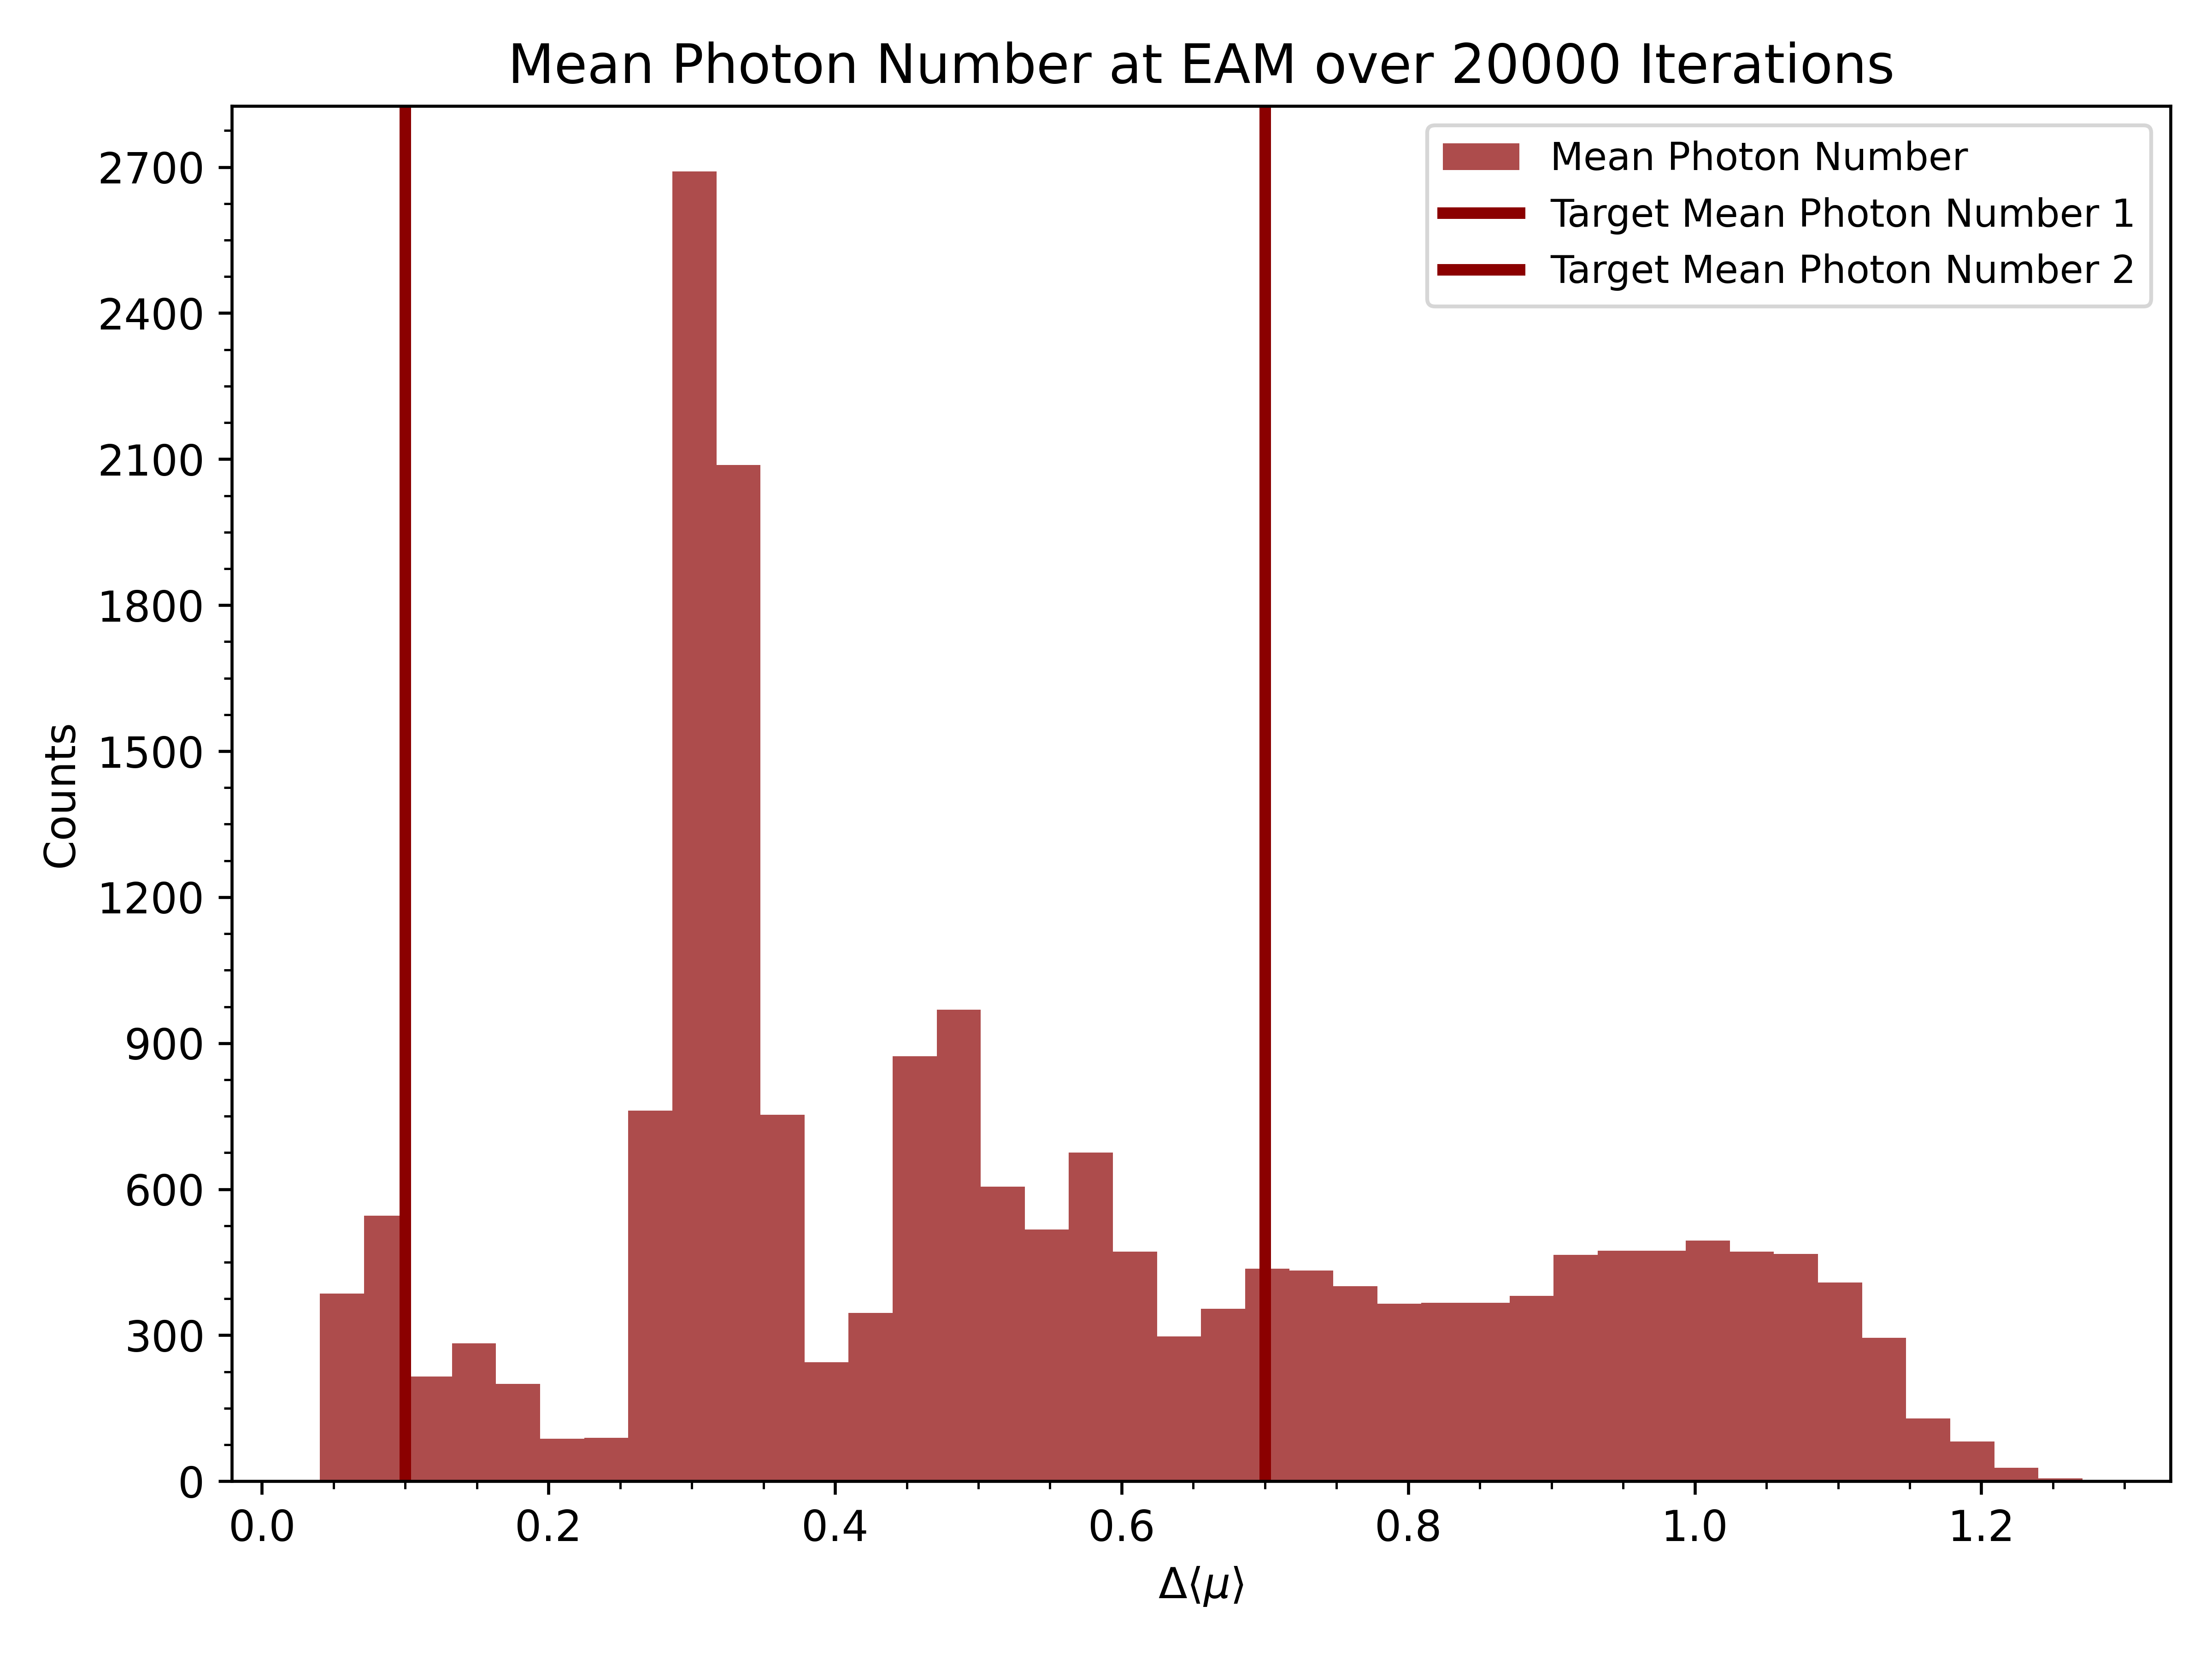 Mean Photon Number at EAM over 20000 Iterations
Mean Photon Number
Target Mean Photon Number 1
Target Mean Photon Number 2
2700
2400
2100
1800
1500
1200
900
600
300
0
Counts
0.0 0.2 0.4 0.6 0.8 1.0 1.2
Δ⟨μ⟩